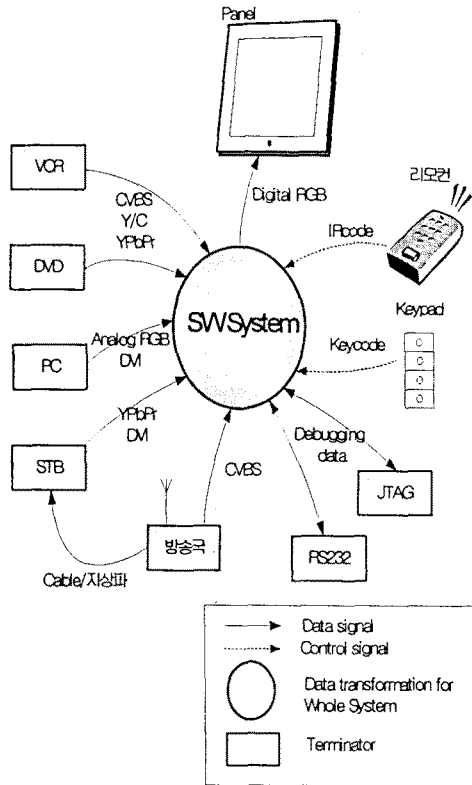 Panel
VCR
CVBS
Y/C
YPbPr
Digital RGB
리모컨
IRcode
DVD
SWSystem
Keypad
PC
Analog RGB
DVI
Keycode
YPbPr
DVI
STB
CVBS
Debugging
data
JTAG
방송국
RS232
Cable/지상파
Data signal
Control signal
Data transformation for
Whole System
Terminator